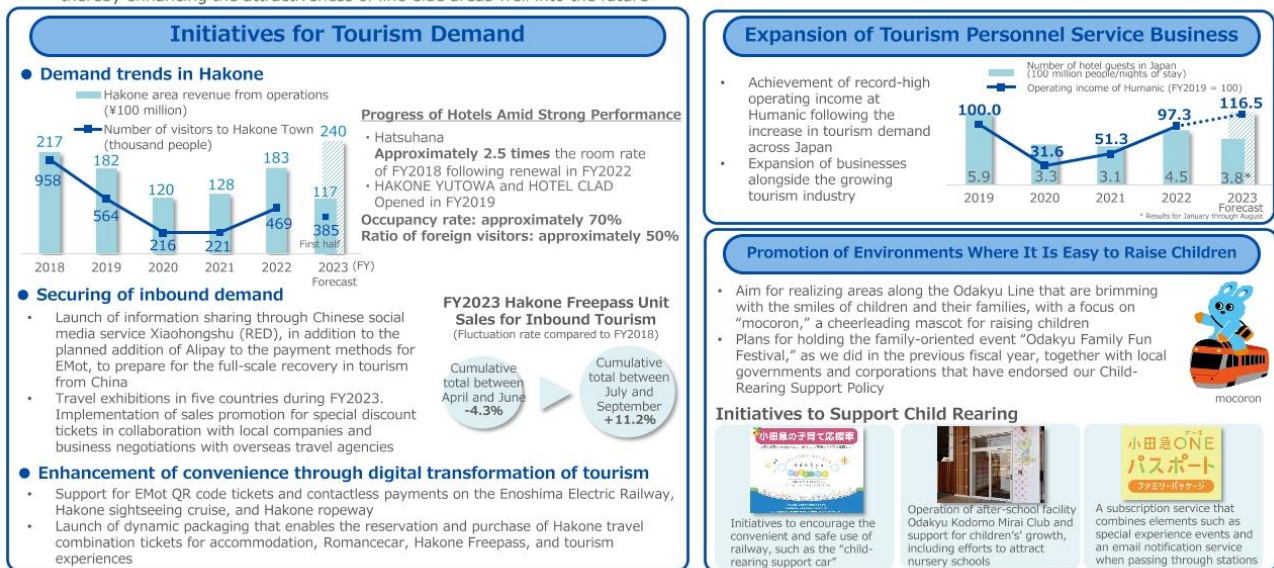 thereby enhancing the attractiveness of line-side areas well into the future
Initiatives for Tourism Demand
● Demand trends in Hakone
Hakone area revenue from operations
(¥100 million)
Number of visitors to Hakone Town
(thousand people)
217
182
120
128
183
240
117
958
564
216
221
469
385
First half
2018
2019
2020
2021
2022
2023 (FY)
Forecast
Progress of Hotels Amid Strong Performance
・Hatsuhana
Approximately 2.5 times the room rate
of FY2018 following renewal in FY2022
・HAKONE YUTOWA and HOTEL CLAD
Opened in FY2019
Occupancy rate: approximately 70%
Ratio of foreign visitors: approximately 50%
● Securing of inbound demand
• Launch of information sharing through Chinese social
media service Xiaohongshu (RED), in addition to the
planned addition of Alipay to the payment methods for
EMot, to prepare for the full-scale recovery in tourism
from China
• Travel exhibitions in five countries during FY2023.
Implementation of sales promotion for special discount
tickets in collaboration with local companies and
business negotiations with overseas travel agencies
FY2023 Hakone Freepass Unit
Sales for Inbound Tourism
(Fluctuation rate compared to FY2018)
Cumulative
total between
April and June
-4.3%
Cumulative
total between
July and
September
+11.2%
● Enhancement of convenience through digital transformation of tourism
• Support for EMot QR code tickets and contactless payments on the Enoshima Electric Railway,
Hakone sightseeing cruise, and Hakone ropeway
• Launch of dynamic packaging that enables the reservation and purchase of Hakone travel
combination tickets for accommodation, Romancecar, Hakone Freepass, and tourism
experiences
Expansion of Tourism Personnel Service Business
• Achievement of record-high
operating income at
Humanic following the
increase in tourism demand
across Japan
• Expansion of businesses
alongside the growing
tourism industry
Number of hotel guests in Japan
(100 million people/nights of stay)
Operating income of Humanic (FY2019 = 100)
100.0
31.6
51.3
97.3
116.5
5.9
3.3
3.1
4.5
3.8*
2019
2020
2021
2022
2023
Forecast
* Results for January through August
Promotion of Environments Where It Is Easy to Raise Children
• Aim for realizing areas along the Odakyu Line that are brimming
with the smiles of children and their families, with a focus on
“mocoron,” a cheerleading mascot for raising children
• Plans for holding the family-oriented event “Odakyu Family Fun
Festival,” as we did in the previous fiscal year, together with local
governments and corporations that have endorsed our Child-
Rearing Support Policy
mocoron
Initiatives to Support Child Rearing
小田急の子育て応援車
Initiatives to encourage the
convenient and safe use of
railway, such as the “child-
rearing support car”
Operation of after-school facility
Odakyu Kodomo Mirai Club and
support for children's' growth,
including efforts to attract
nursery schools
小田急ONE
パスポート
ファミリーパッケージ
A subscription service that
combines elements such as
special experience events and
an email notification service
when passing through stations